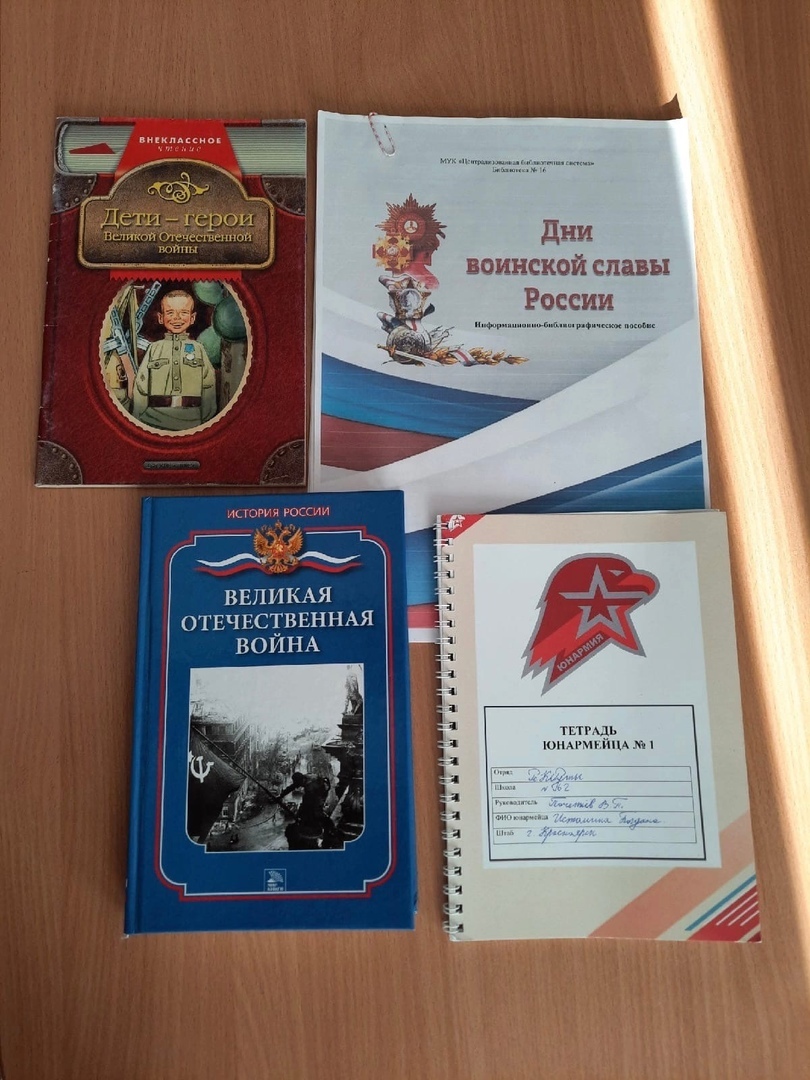 ВНЕКЛАССНОЕ
чтение
Дети – герои
Великой Отечественной
войны
МУК «Централизованная библиотечная система»
Библиотека № 16
Дни
воинской славы
России
Информационно-библиографическое пособие
ИСТОРИЯ РОССИИ
ВЕЛИКАЯ
ОТЕЧЕСТВЕННАЯ
ВОЙНА
ЮНАРМИЯ
ТЕТРАДЬ
ЮНАРМЕЙЦА № 1
Отряд
Школа
Руководитель В. П.
ФИО юнармейца
Штаб г. Красноярск